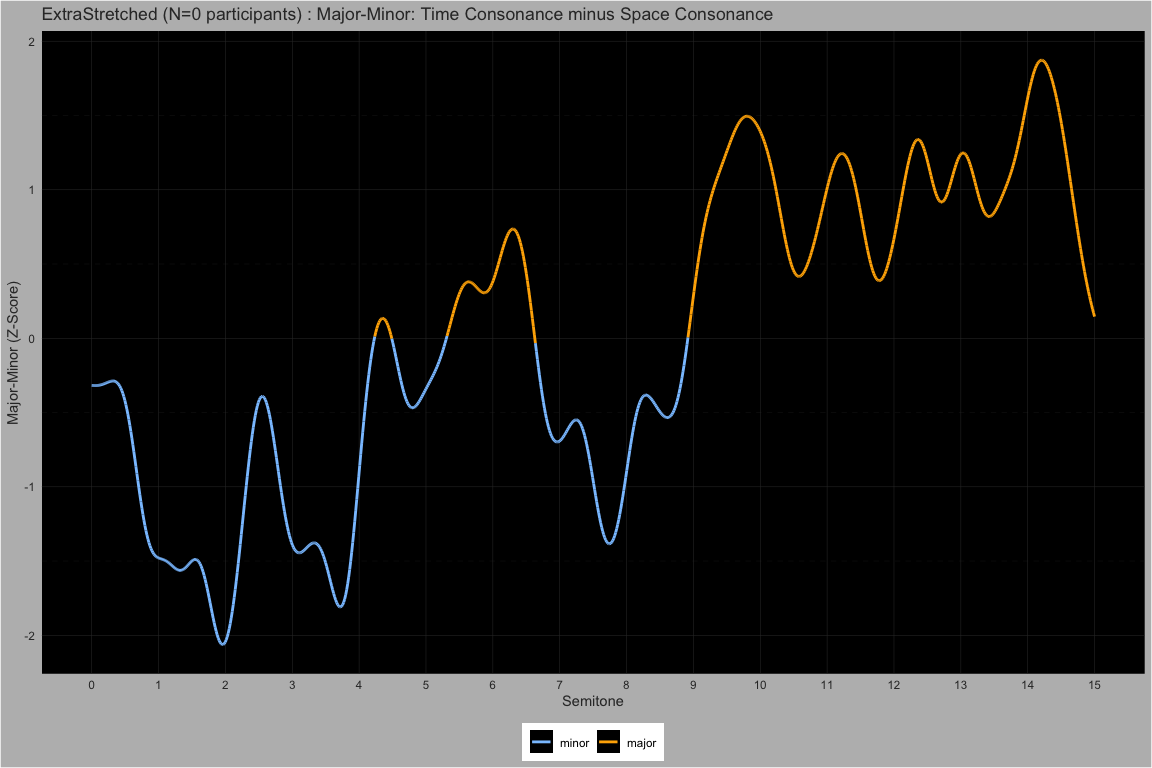 ExtraStretched (N=0 participants) : Major-Minor: Time Consonance minus Space Consonance
Major-Minor (Z-Score)
2
1
0
-1
-2
0 1 2 3 4 5 6 7 8 9 10 11 12 13 14 15
Semitone
minor major